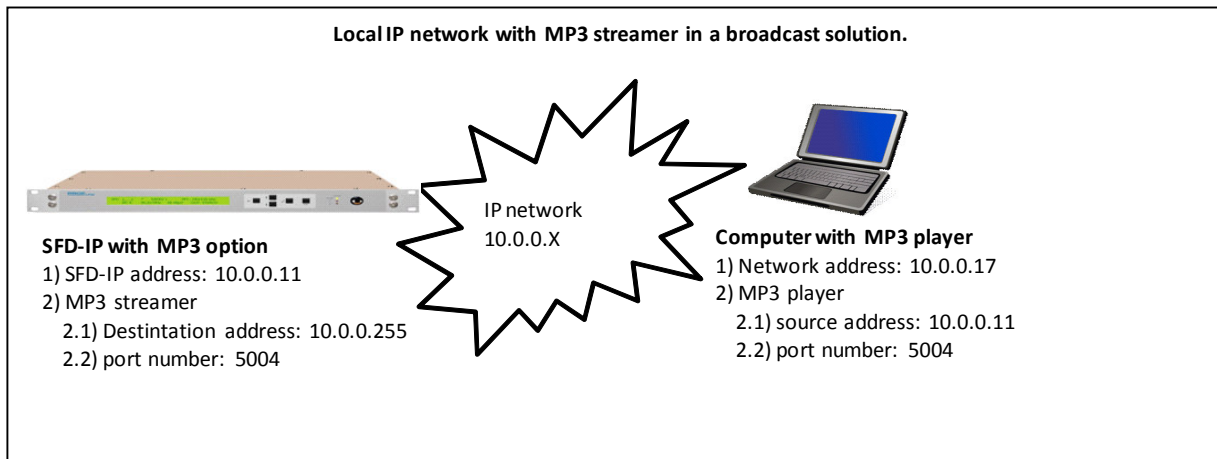 Local IP network with MP3 streamer in a broadcast solution.
IP network
10.0.0.X
SFD-IP with MP3 option
1) SFD-IP address: 10.0.0.11
2) MP3 streamer
2.1) Destintation address: 10.0.0.255
2.2) port number: 5004
Computer with MP3 player
1) Network address: 10.0.0.17
2) MP3 player
2.1) source address: 10.0.0.11
2.2) port number: 5004